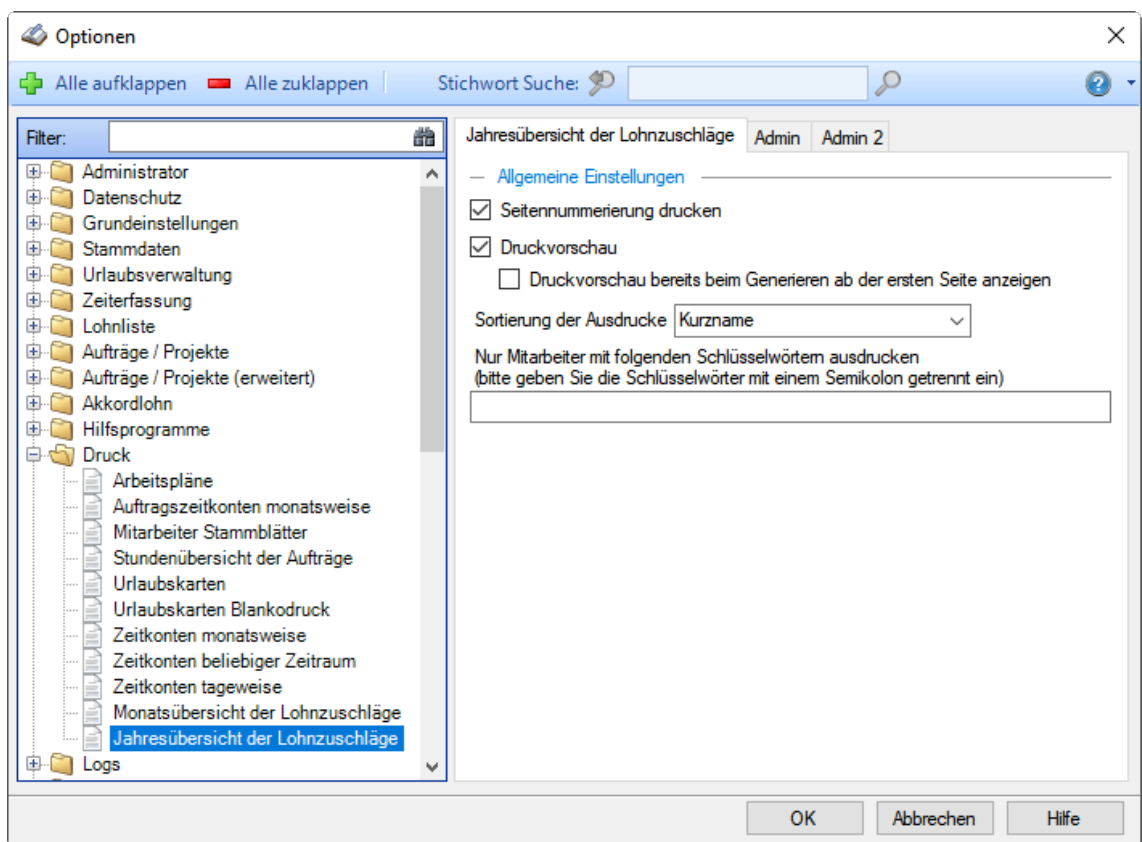 Optionen
Alle aufklappen Alle zuklappen Stichwort Suche:
Filter:
Administrator
Datenschutz
Grundeinstellungen
Stammdaten
Urlaubsverwaltung
Zeiterfassung
Lohnliste
Aufträge / Projekte
Aufträge / Projekte (erweitert)
Akkordlohn
Hilfsprogramme
Druck
Arbeitspläne
Auftragszeitkonten monatsweise
Mitarbeiter Stammblätter
Stundenübersicht der Aufträge
Urlaubskarten
Urlaubskarten Blankodruck
Zeitkonten monatsweise
Zeitkonten beliebiger Zeitraum
Zeitkonten tageweise
Monatsübersicht der Lohnzuschläge
Jahresübersicht der Lohnzuschläge
Logs
Jahresübersicht der Lohnzuschläge Admin Admin 2
Allgemeine Einstellungen
Seitennummerierung drucken
Druckvorschau
Druckvorschau bereits beim Generieren ab der ersten Seite anzeigen
Sortierung der Ausdrucke Kurzname
Nur Mitarbeiter mit folgenden Schlüsselwörtern ausdrucken
(bitte geben Sie die Schlüsselwörter mit einem Semikolon getrennt ein)
OK Abbrechen Hilfe